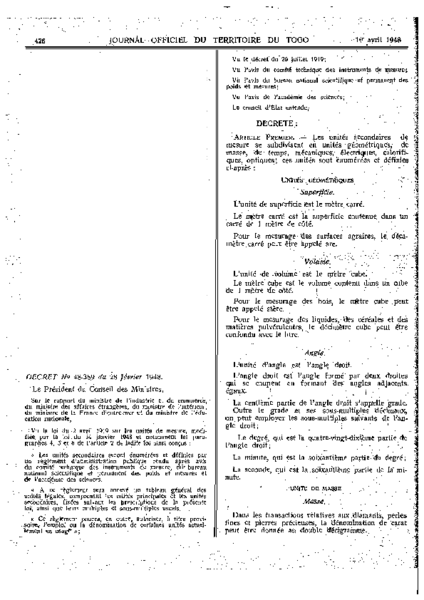 426 JOURNAL OFFICIEL DU TERRITOIRE DU TOGO 1er avril 1948
DECRET No 48-389 du 28 février 1948.
Le Président du Conseil des Ministres,
Sur le rapport du ministre de l'industrie et du commerce, du
ministre des affaires étrangères, du ministre de l'intérieur,
du ministre de la France d'outre-mer et du ministre de l'édu-
cation nationale,
Vu la loi du 2 avril 1919 sur les unités de mesure, modi-
fiée par la loi du 14 janvier 1948 et notamment les para-
graphes 4, 5 et 6 de l'article 2 de ladite loi ainsi conçus :
« Les unités secondaires seront énumérées et définies par
un règlement d'administration publique rendu après avis
du comité technique des instruments de mesure, du bureau
national scientifique et permanent des poids et mesures et
de l'académie des sciences.
« A ce règlement sera annexé un tableau général des
unités légales, comprenant les unités principales et les unités
secondaires, fixées suivant les prescriptions de la présente
loi, ainsi que leurs multiples et sous-multiples usuels.
« Ce règlement pourra, en outre, autoriser, à titre provi-
soire, l'emploi ou la dénomination de certaines unités actuel-
lement en usage » ;
Vu le décret du 29 juillet 1919;
Vu l'avis du comité technique des instruments de mesure;
Vu l'avis du bureau national scientifique et permanent des
poids et mesures;
Vu l'avis de l'académie des sciences;
Le conseil d'Etat entendu,
DECRETE :
ARTICLE PREMIER. — Les unités secondaires de
mesure se subdivisent en unités géométriques, de
masse, de temps, mécaniques, électriques, calorifi-
ques, optiques; ces unités sont énumérées et définies
ci-après :
UNITÉS GÉOMÉTRIQUES
Superficie.
L'unité de superficie est le mètre carré.
Le mètre carré est la superficie contenue dans un
carré de 1 mètre de côté.
Pour le mesurage des surfaces agraires, le déca-
mètre carré peut être appelé are.
Volume.
L'unité de volume est le mètre cube.
Le mètre cube est le volume contenu dans un cube
de 1 mètre de côté.
Pour le mesurage des bois, le mètre cube peut
être appelé stère.
Pour le mesurage des liquides, des céréales et des
matières pulvérulentes, le décimètre cube peut être
confondu avec le litre.
Angle.
L'unité d'angle est l'angle droit.
L'angle droit est l'angle formé par deux droites
qui se coupent en formant des angles adjacents
égaux.
La centième partie de l'angle droit s'appelle grade.
Outre le grade et ses sous-multiples décimaux,
on peut employer les sous-multiples suivants de l'an-
gle droit.
Le degré, qui est la quatre-vingt-dixième partie de
l'angle droit;
La minute, qui est la soixantième partie du degré;
La seconde, qui est la soixantième partie de la mi-
nute.
UNITÉ DE MASSE
Masse.
Dans les transactions relatives aux diamants, perles
fines et pierres précieuses, la dénomination de carat
peut être donnée au double décigramme.